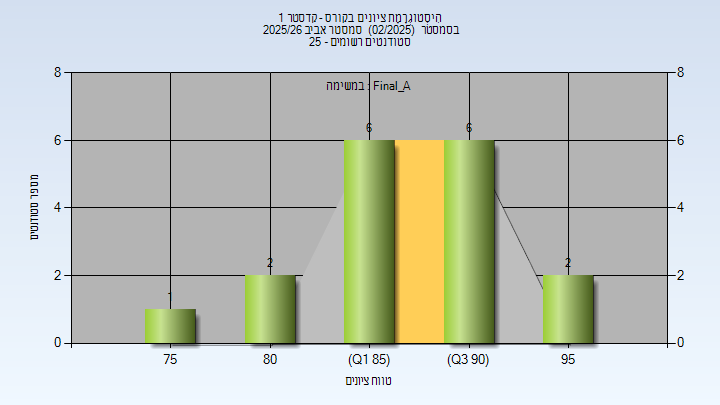 היסטוגרמת ציונים בקורס - קדסטר 1
בסמסטר (02/2025) סמסטר אביב 2025/26
סטודנטים רשומים - 25
במשימה : Final_A
מספר סטודנטים
8
6
4
2
0
8
6
4
2
0
1
2
6
6
2
75
80
(Q1 85)
(Q3 90)
95
טווח ציונים